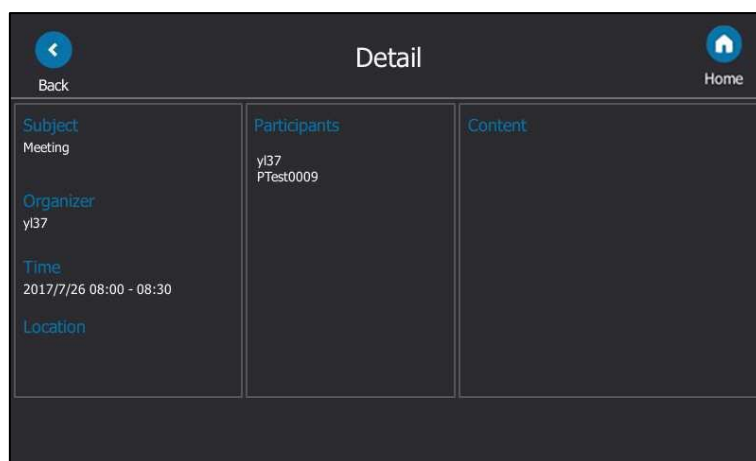 Detail
Back
Home
Subject
Meeting
Organizer
yl37
Time
2017/7/26 08:00 - 08:30
Location
Participants
yl37
PTest0009
Content